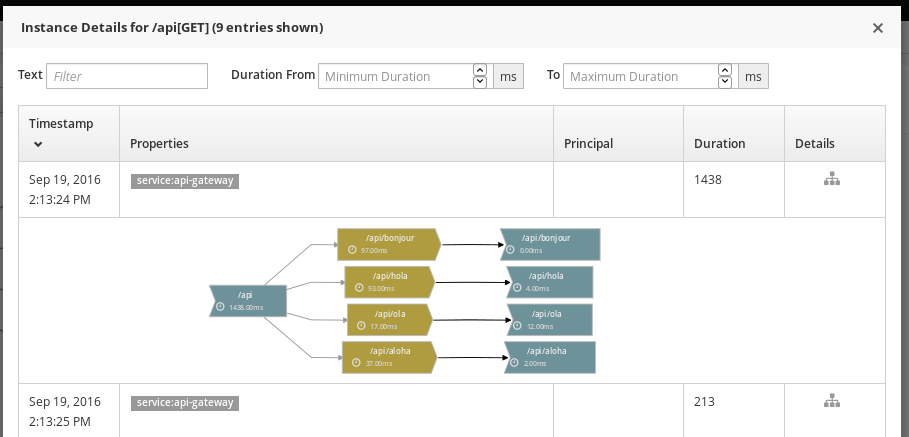 Instance Details for /api[GET] (9 entries shown)
Text Filter Duration From Minimum Duration ms To Maximum Duration ms
Timestamp Properties Principal Duration Details
Sep 19, 2016 service:api-gateway 1438
2:13:24 PM
/api/bonjour /api/bonjour
97.00ms 0.00ms
/api/hola /api/hola
93.00ms 4.00ms
/api
1438.00ms
/api/ola /api/ola
17.00ms 12.00ms
/api/aloha /api/aloha
37.00ms 2.00ms
Sep 19, 2016 service:api-gateway 213
2:13:25 PM